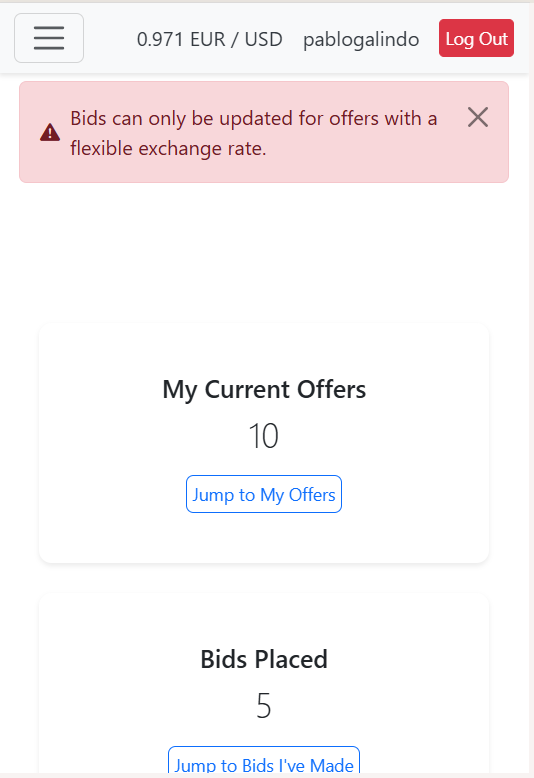 0.971 EUR / USD pablogalindo Log Out
Bids can only be updated for offers with a
flexible exchange rate.
My Current Offers
10
Jump to My Offers
Bids Placed
5
Jump to Bids I've Made